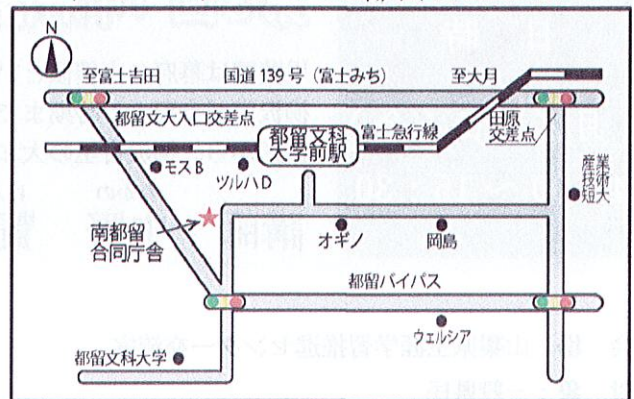 N
至富士吉田 国道139号(富士みち) 至大月
都留文大入口交差点
田原
交差点
都留文科
大学前駅
富士急行線
モスB
ツルハD
産業技術大短
南都留
合同庁舎
オギノ
岡島
都留バイパス
ウェルシア
都留文科大学